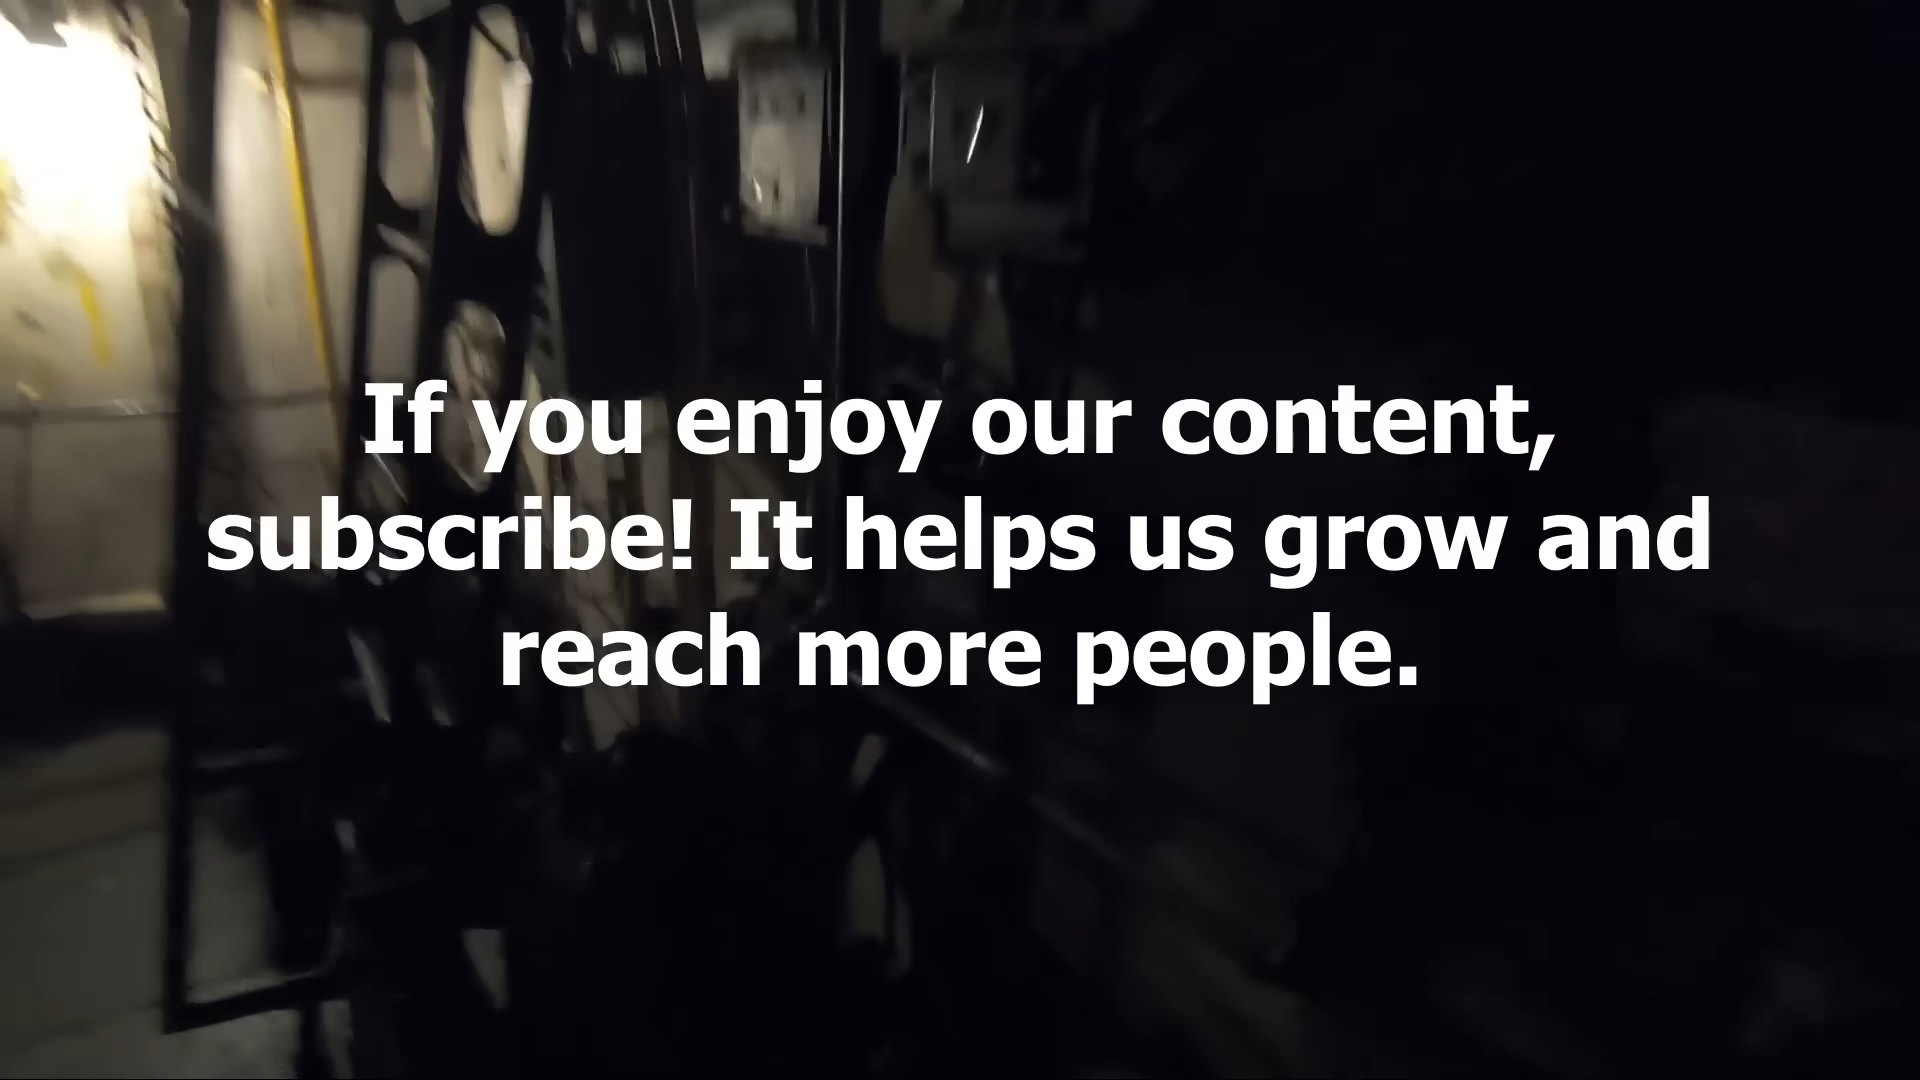 If you enjoy our content,
subscribe! It helps us grow and
reach more people.